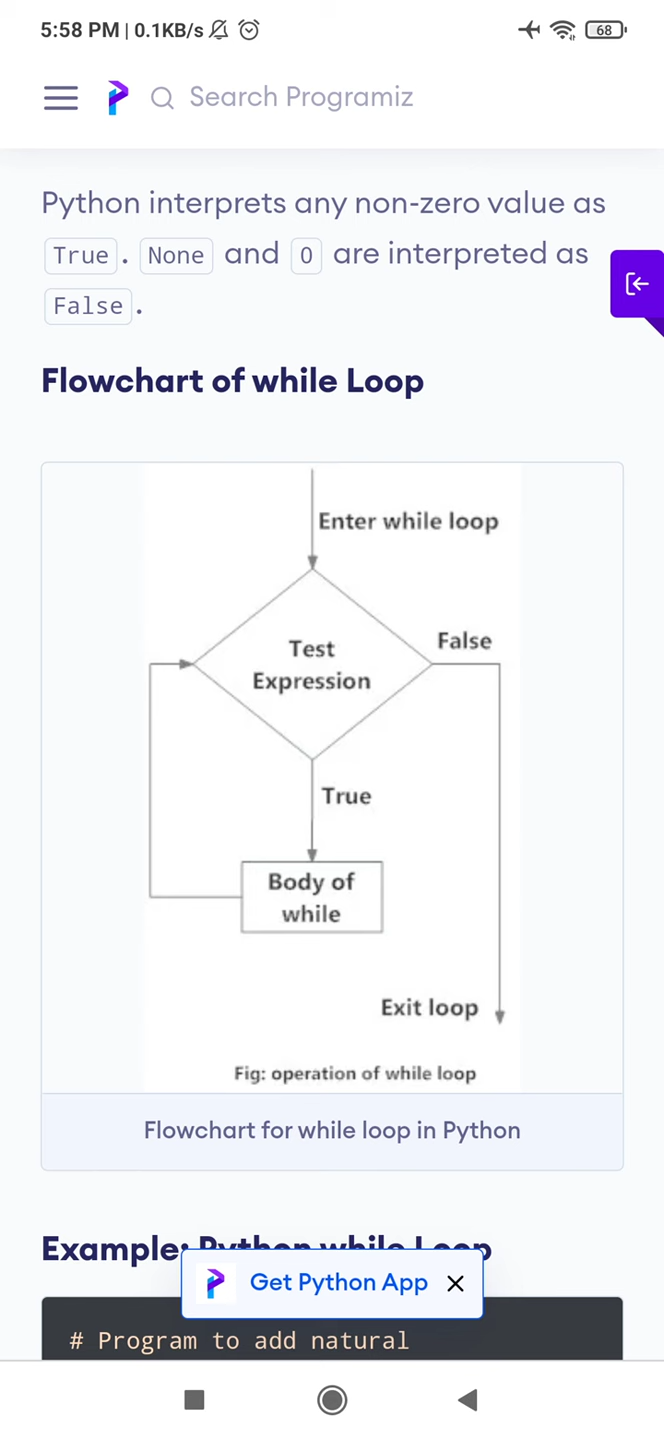 5:58 PM | 0.1KB/s
68
Search Programiz
Python interprets any non-zero value as
True. None and 0 are interpreted as
False.
Flowchart of while Loop
Enter while loop
Test
Expression
False
True
Body of
while
Exit loop
Fig: operation of while loop
Flowchart for while loop in Python
Example: Python while Loop
Get Python App
# Program to add natural